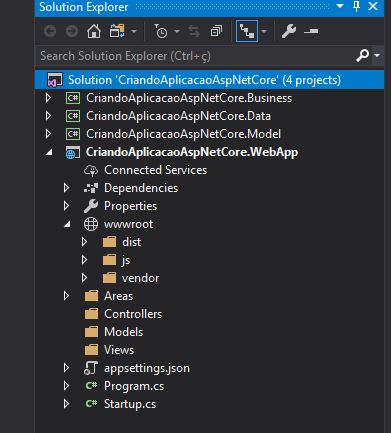 Solution Explorer
Search Solution Explorer (Ctrl+ç)
Solution 'CriandoAplicacaoAspNetCore' (4 projects)
C# CriandoAplicacaoAspNetCore.Business
C# CriandoAplicacaoAspNetCore.Data
C# CriandoAplicacaoAspNetCore.Model
CriandoAplicacaoAspNetCore.WebApp
Connected Services
Dependencies
Properties
wwwroot
dist
js
vendor
Areas
Controllers
Models
Views
appsettings.json
C# Program.cs
C# Startup.cs